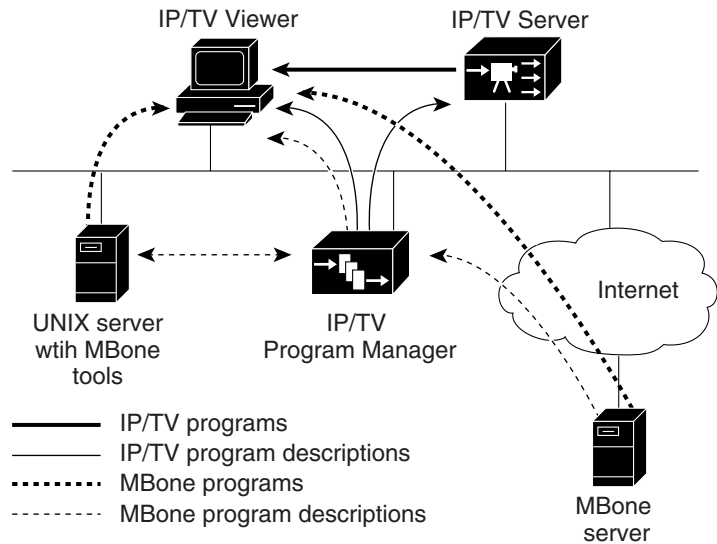 IP/TV Viewer
IP/TV Server
Internet
UNIX server
wtih MBone
tools
IP/TV
Program Manager
IP/TV programs
IP/TV program descriptions
MBone programs
MBone program descriptions
MBone
server